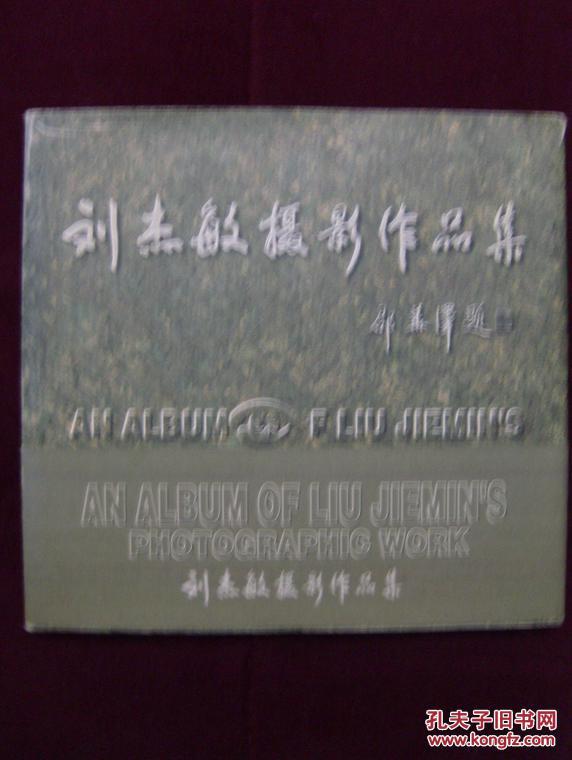 刘杰敏摄影作品集
邵华泽题
AN ALBUM OF LIU JIEMIN'S
AN ALBUM OF LIU JIEMIN'S
PHOTOGRAPHIC WORK
刘杰敏摄影作品集
孔夫子旧书网
www.kongfz.com